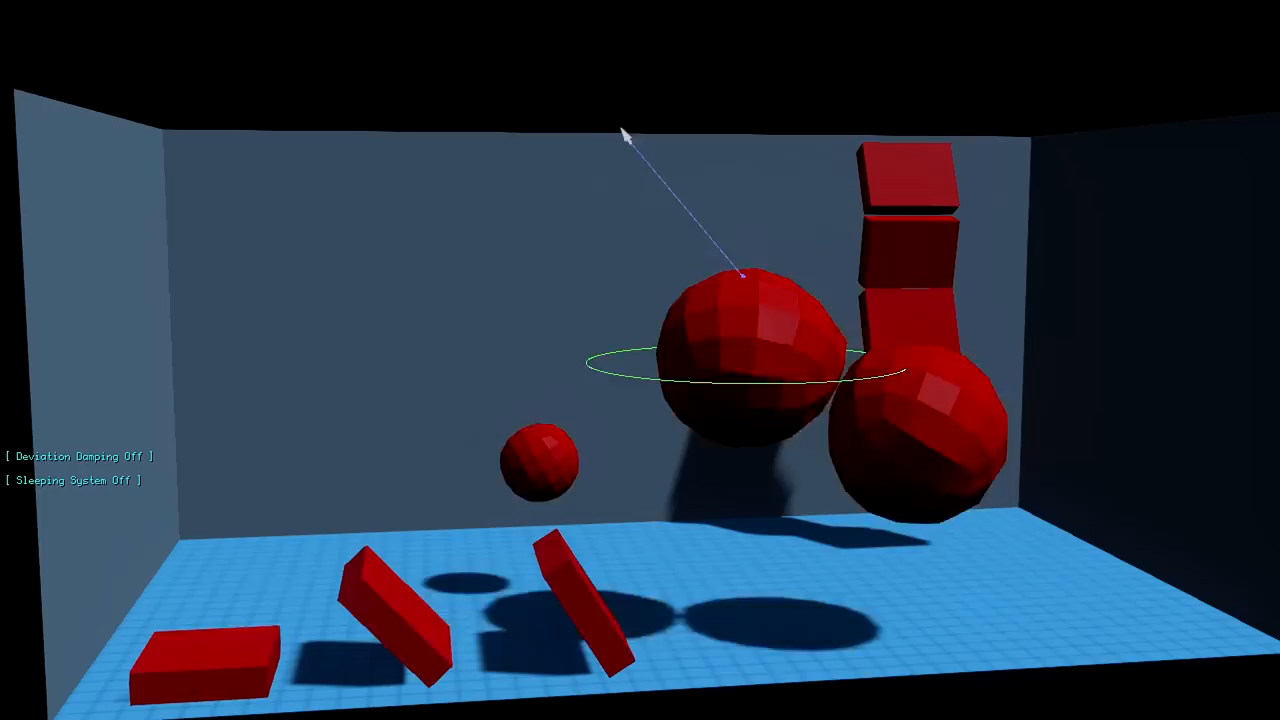 [ Deviation Damping Off ]
[ Sleeping System Off ]